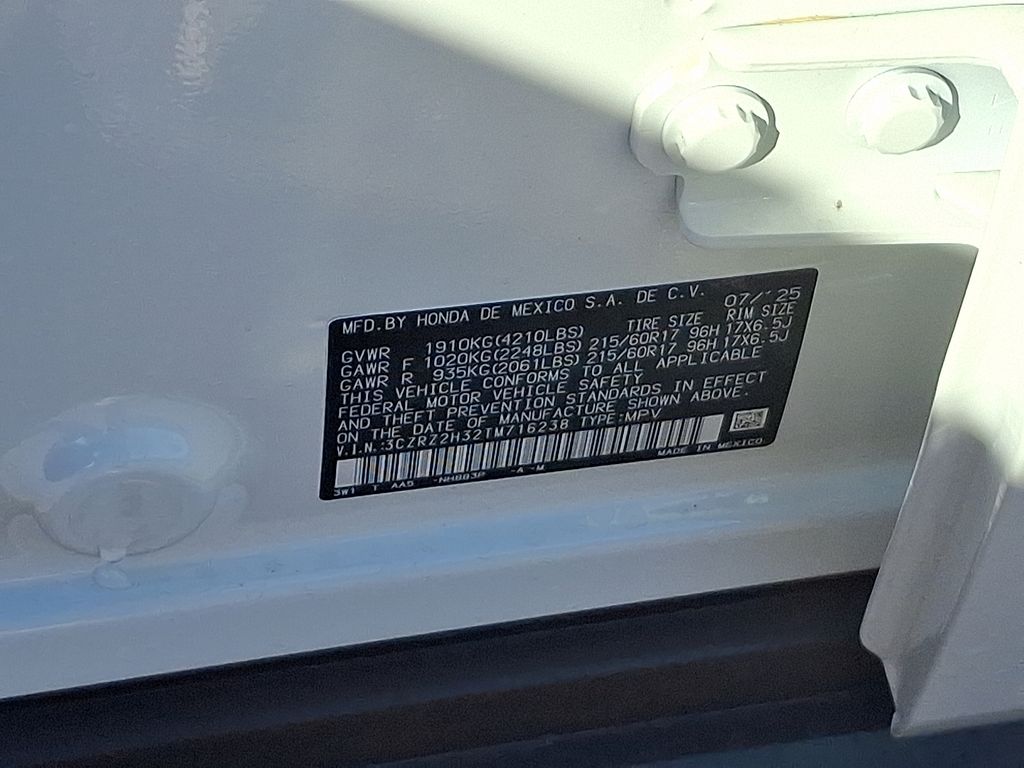 MFD.BY HONDA DE MEXICO S.A. DE C.V. 07/'25
GVWR 1910KG(4210LBS) TIRE SIZE RIM SIZE
GAWR F 1020KG(2248LBS) 215/60R17 96H 17X6.5J
GAWR R 935KG(2061LBS) 215/60R17 96H 17X6.5J
THIS VEHICLE CONFORMS TO ALL APPLICABLE
FEDERAL MOTOR VEHICLE SAFETY
AND THEFT PREVENTION STANDARDS IN EFFECT
ON THE DATE OF MANUFACTURE SHOWN ABOVE.
V.I.N.:3CZRZ2H32TM716238 TYPE:MPV
MADE IN MEXICO
3W1 T AA5 -NH883P -A -M